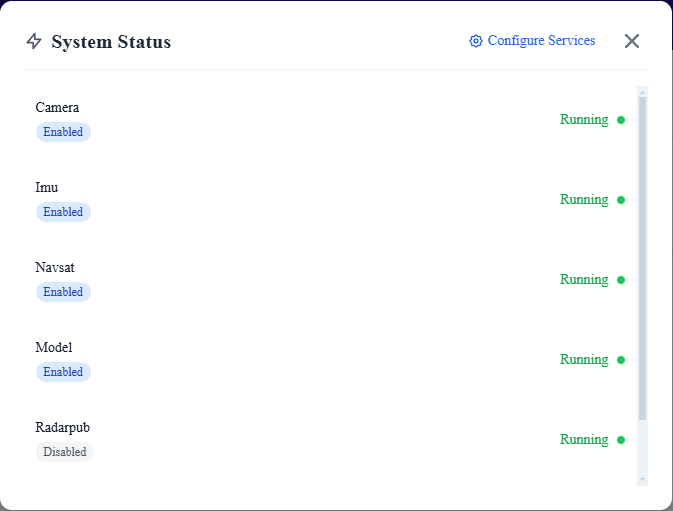 System Status
Configure Services
Camera
Enabled
Running
Imu
Enabled
Running
Navsat
Enabled
Running
Model
Enabled
Running
Radarpub
Disabled
Running